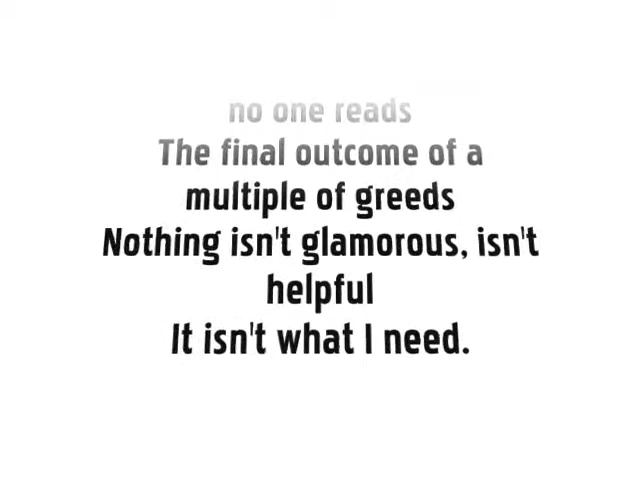 no one reads
The final outcome of a
multiple of greeds
Nothing isn't glamorous, isn't
helpful
It isn't what I need.